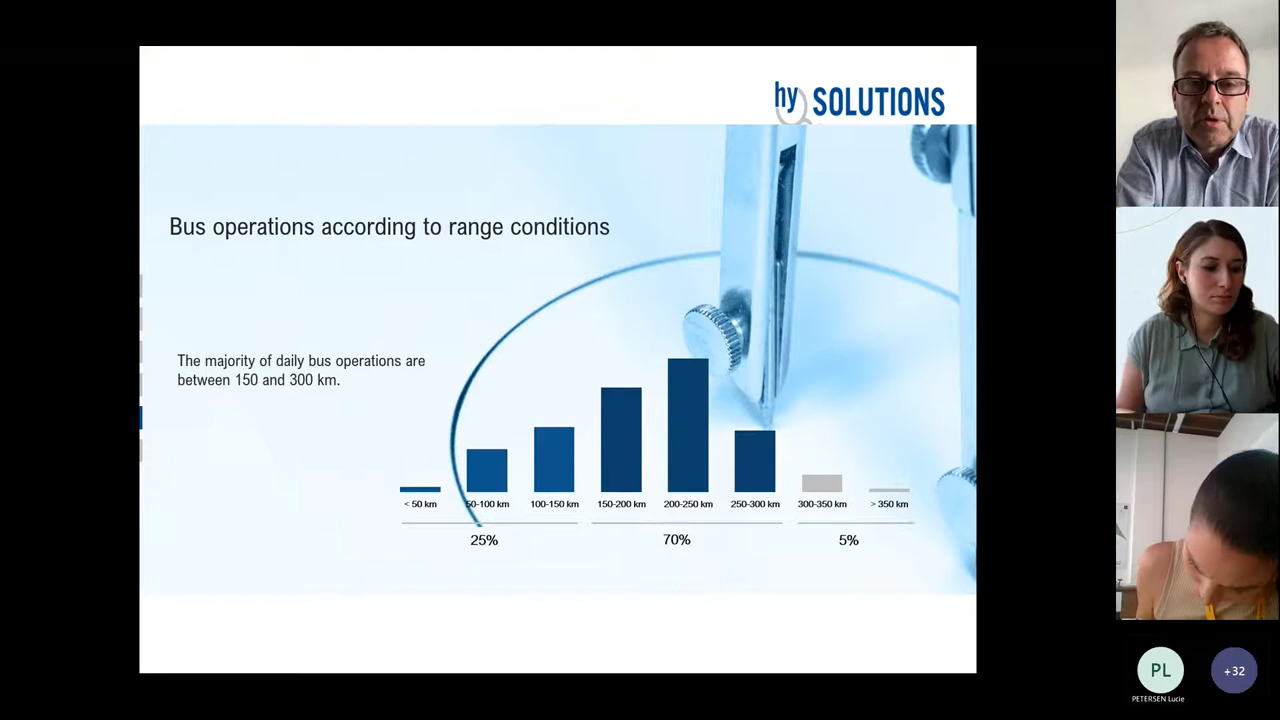 hy SOLUTIONS
Bus operations according to range conditions
The majority of daily bus operations are
between 150 and 300 km.
< 50 km 50-100 km 100-150 km 150-200 km 200-250 km 250-300 km 300-350 km > 350 km
25% 70% 5%
PL +32
PETERSEN Lucie